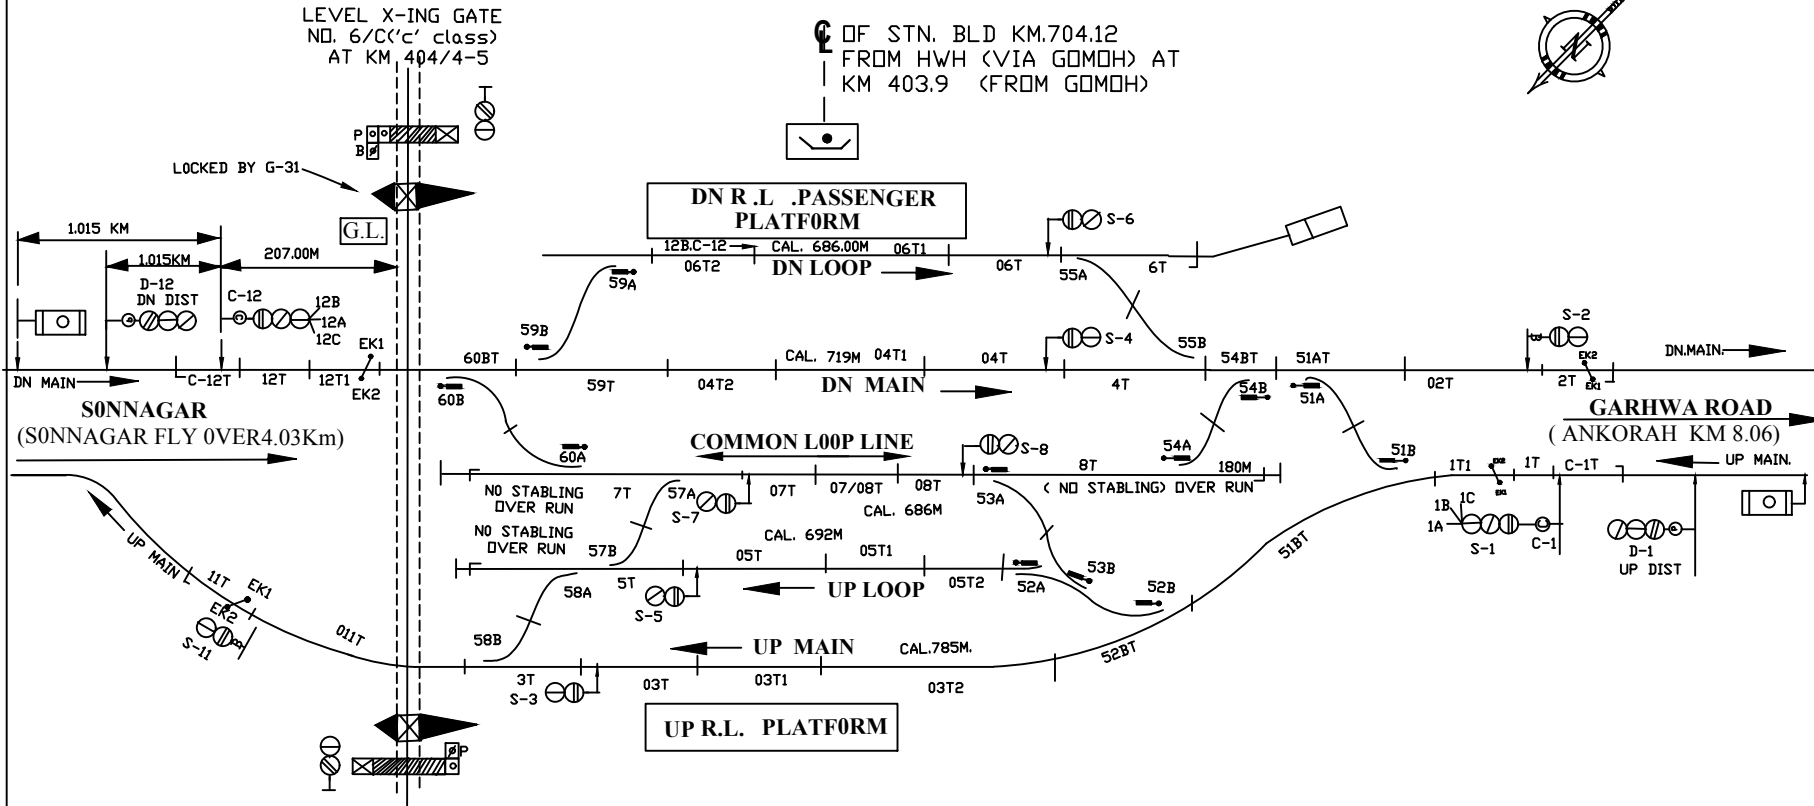 LEVEL X-ING GATE
NO. 6/C('c' class)
AT KM 404/4-5
℄ OF STN. BLD KM.704.12
FROM HWH (VIA GOMOH) AT
KM 403.9 (FROM GOMOH)
N
P
B
LOCKED BY G-31
G.L.
DN R .L .PASSENGER
PLATF0RM
1.015 KM
1.015KM
207.00M
D-12
DN DIST
P
C-12
C
12B
12A
12C
EK1
EK2
12B.C-12
CAL. 686.00M
06T1
06T2
DN LOOP
06T
55A
6T
S-6
59A
59B
55B
S-4
S-2
B
DN MAIN
C-12T
12T
12T1
60BT
60B
59T
04T2
CAL. 719M
04T1
04T
DN MAIN
4T
54BT
54B
51AT
51A
02T
2T
EK2
EK1
DN.MAIN.
S0NNAGAR
(S0NNAGAR FLY 0VER4.03Km)
GARHWA ROAD
( ANKORAH KM 8.06)
UP MAIN.
60A
COMMON L00P LINE
S-8
54A
51B
NO STABLING
OVER RUN
7T
57A
S-7
07T
07/08T
08T
53A
8T
180M
( NO STABLING) OVER RUN
CAL. 686M
1T1
EK2
EK1
1T
C-1T
1C
1B
1A
S-1
C
C-1
P
D-1
UP DIST
NO STABLING
OVER RUN
57B
CAL. 692M
05T
05T1
5T
58A
S-5
UP LOOP
05T2
52A
53B
52B
51BT
UP MAIN
11T
EK1
EK2
B
S-11
011T
58B
UP MAIN
CAL.785M.
52BT
3T
S-3
03T
03T1
03T2
UP R.L. PLATF0RM
P